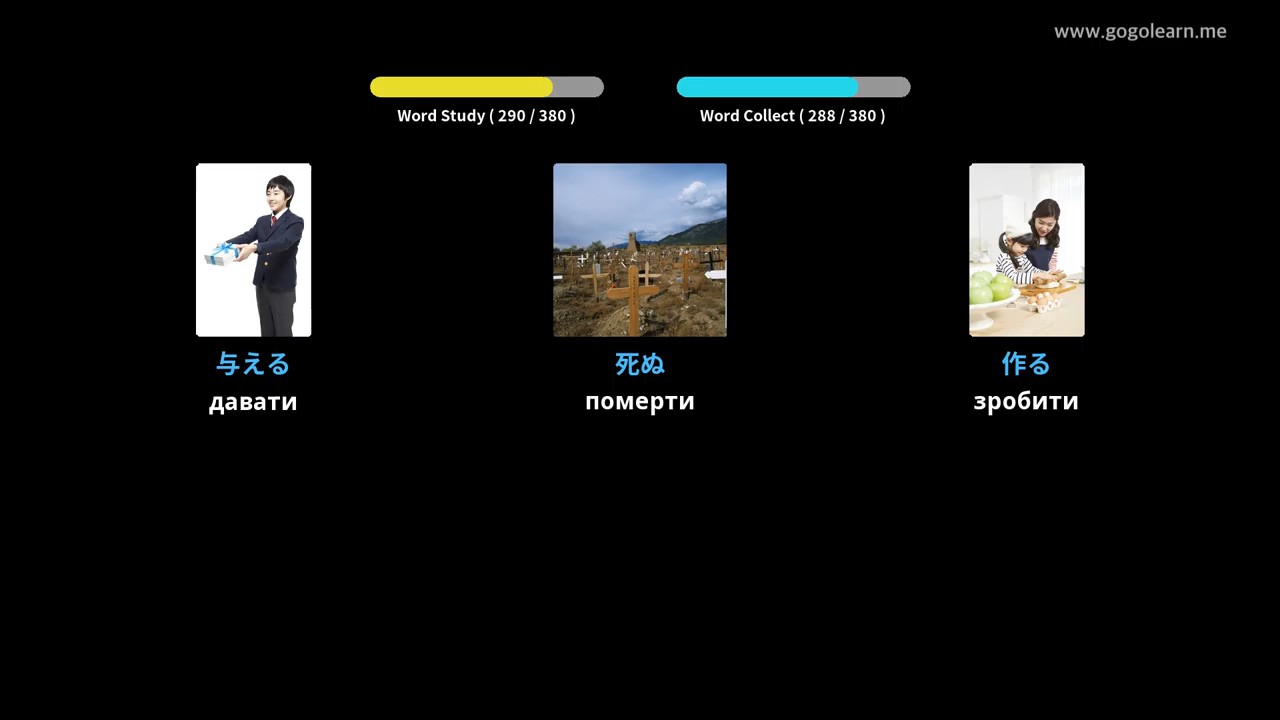 www.gogolearn.me
Word Study ( 290 / 380 )
Word Collect ( 288 / 380 )
与える
давати
死ぬ
померти
作る
зробити